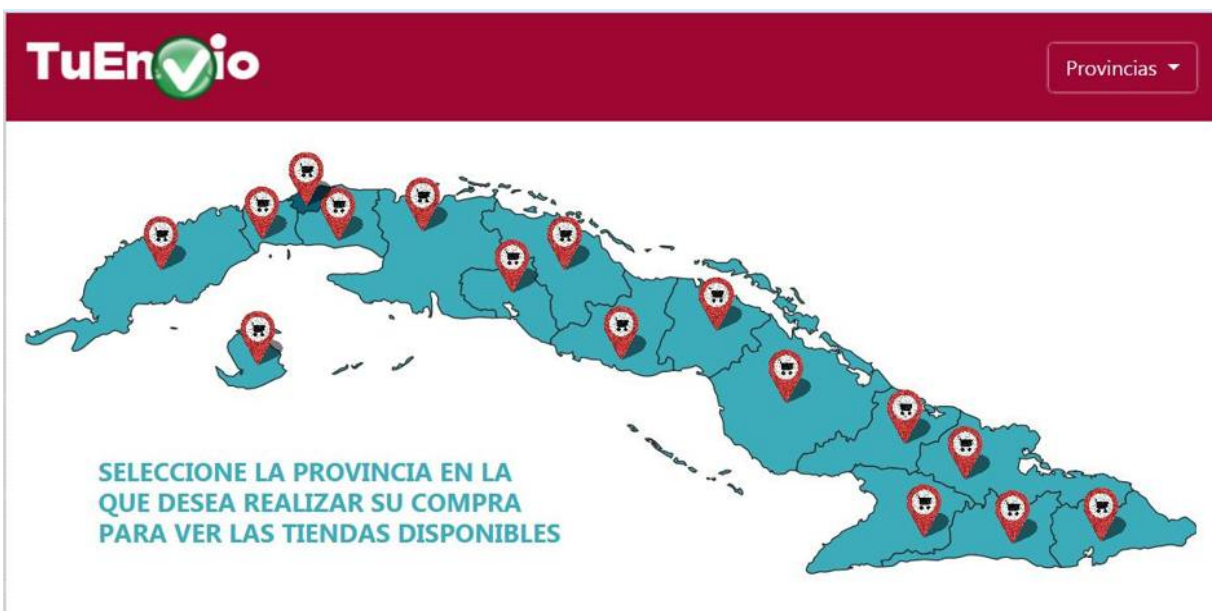 TuEnvio
Provincias
SELECCIONE LA PROVINCIA EN LA
QUE DESEA REALIZAR SU COMPRA
PARA VER LAS TIENDAS DISPONIBLES